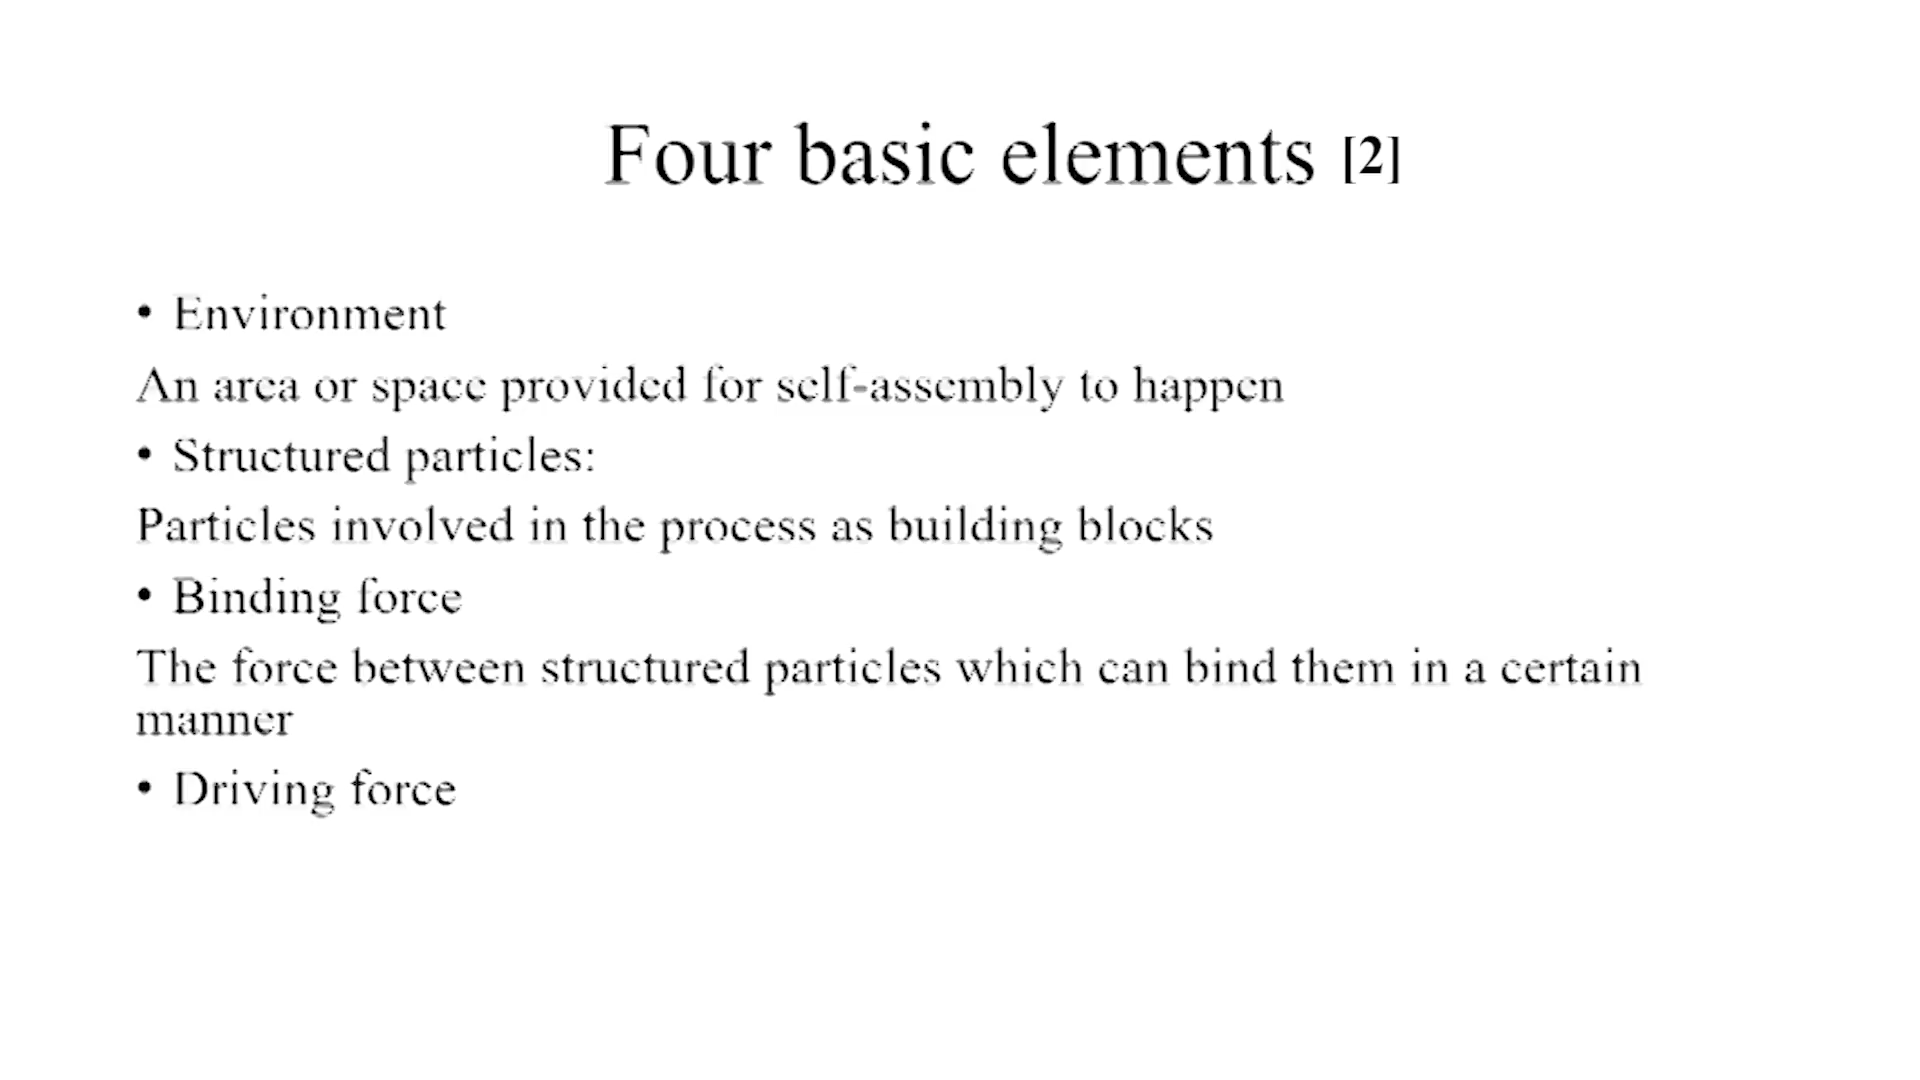 Four basic elements [2]
• Environment
An area or space provided for self-assembly to happen
• Structured particles:
Particles involved in the process as building blocks
• Binding force
The force between structured particles which can bind them in a certain
manner
• Driving force